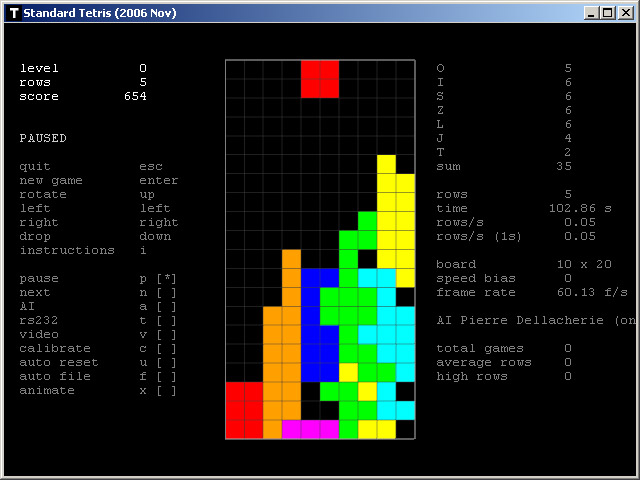 Standard Tetris (2006 Nov)
level 0
rows 5
score 654
PAUSED
quit esc
new game enter
rotate up
left left
right right
drop down
instructions i
pause p [*]
next n [ ]
AI a [ ]
rs232 t [ ]
video v [ ]
calibrate c [ ]
auto reset u [ ]
auto file f [ ]
animate x [ ]
O 5
I 6
S 6
Z 6
L 6
J 4
T 2
sum 35
rows 5
time 102.86 s
rows/s 0.05
rows/s (1s) 0.05
board 10 x 20
speed bias 0
frame rate 60.13 f/s
AI Pierre Dellacherie (on
total games 0
average rows 0
high rows 0